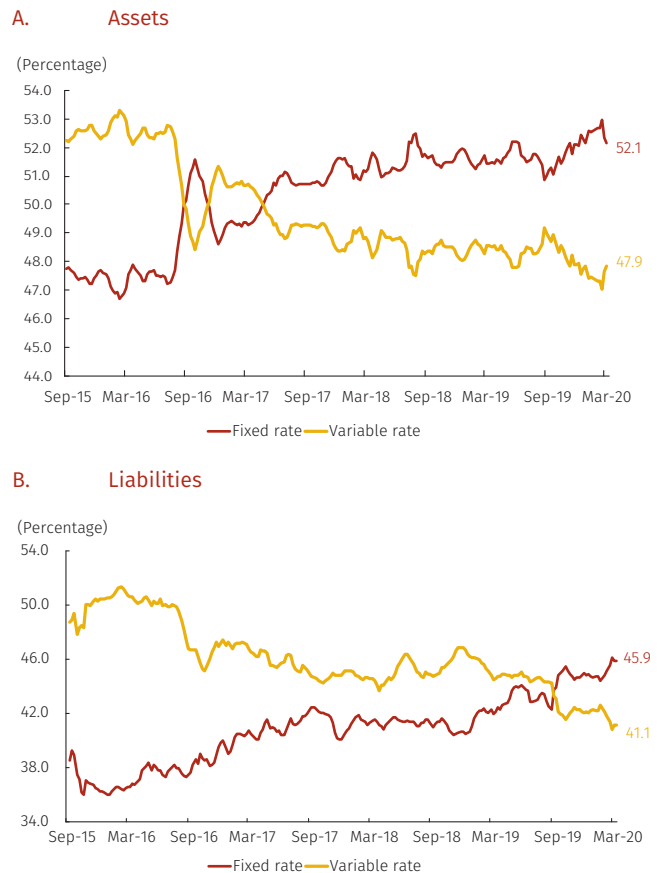 A. Assets
(Percentage)
54.0
53.0
52.0
51.0
50.0
49.0
48.0
47.0
46.0
45.0
44.0
52.1
47.9
Sep-15 Mar-16 Sep-16 Mar-17 Sep-17 Mar-18 Sep-18 Mar-19 Sep-19 Mar-20
Fixed rate Variable rate
B. Liabilities
(Percentage)
54.0
50.0
46.0
42.0
38.0
34.0
45.9
41.1
Sep-15 Mar-16 Sep-16 Mar-17 Sep-17 Mar-18 Sep-18 Mar-19 Sep-19 Mar-20
Fixed rate Variable rate